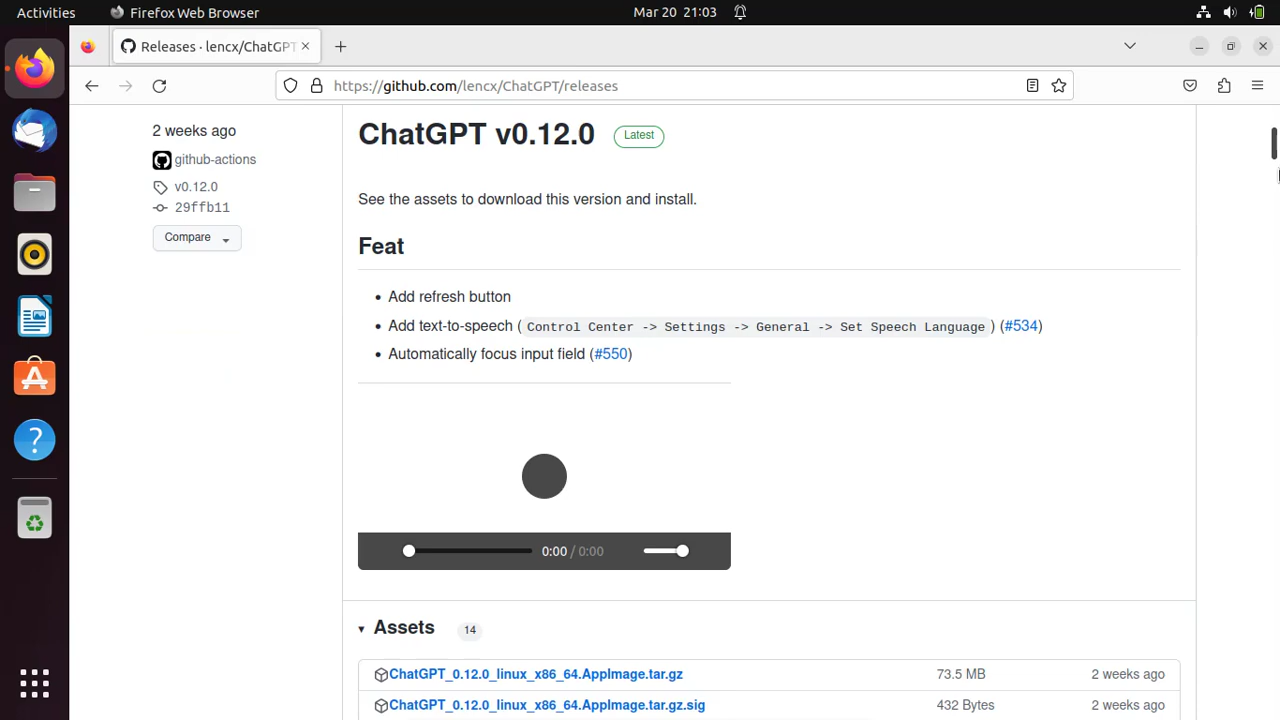 Activities
Firefox Web Browser
Mar 20 21:03
Releases · lencx/ChatGPT
https://github.com/lencx/ChatGPT/releases
2 weeks ago
github-actions
v0.12.0
29ffb11
Compare
ChatGPT v0.12.0 Latest
See the assets to download this version and install.
Feat
Add refresh button
Add text-to-speech ( Control Center -> Settings -> General -> Set Speech Language ) (#534)
Automatically focus input field (#550)
0:00 / 0:00
Assets 14
ChatGPT_0.12.0_linux_x86_64.AppImage.tar.gz 73.5 MB 2 weeks ago
ChatGPT_0.12.0_linux_x86_64.AppImage.tar.gz.sig 432 Bytes 2 weeks ago